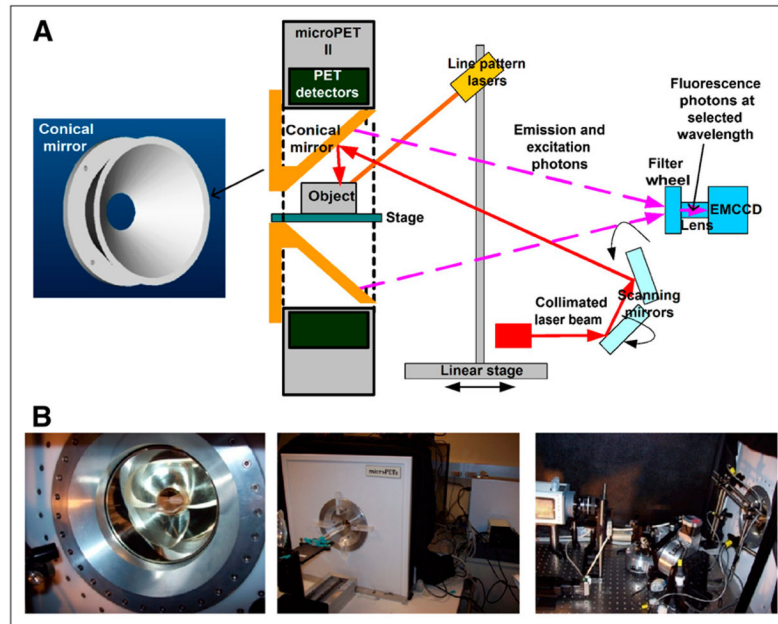 A
microPET
II
PET
detectors
Line pattern
lasers
Fluorescence
photons at
selected
wavelength
Conical
mirror
Conical
mirror
Emission and
excitation
photons
Filter
wheel
Object
EMCCD
Stage
Lens
Collimated
laser beam
Scanning
mirrors
Linear stage
B
microPET